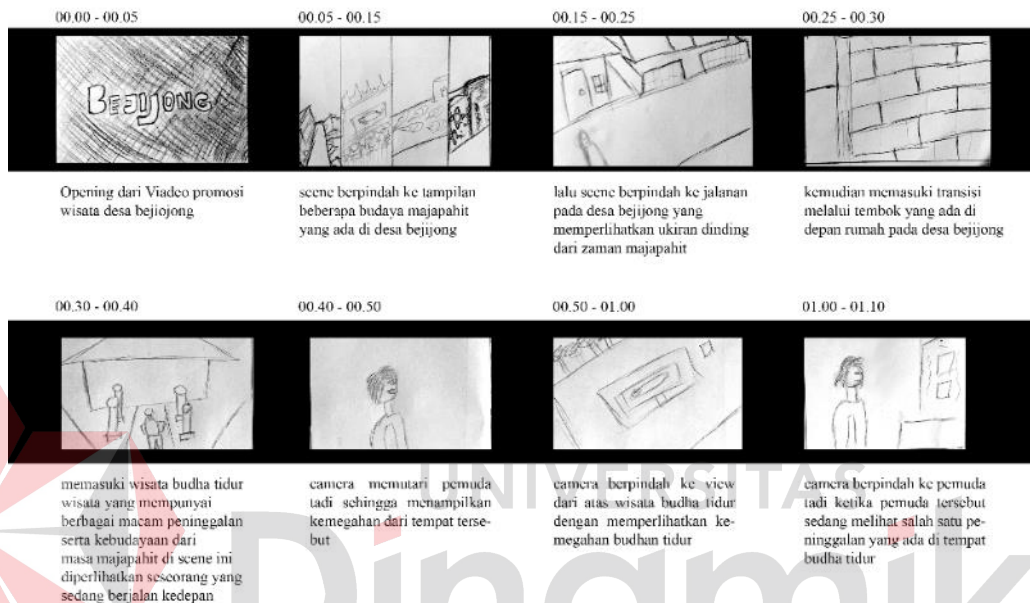 00.00 - 00.05
00.05 - 00.15
00.15 - 00.25
00.25 - 00.30
BEJIJONG
Opening dari Viadeo promosi
wisata desa bejiojong
scene berpindah ke tampilan
beberapa budaya majapahit
yang ada di desa bejijong
lalu scene berpindah ke jalanan
pada desa bejijong yang
memperlihatkan ukiran dinding
dari zaman majapahit
kemudian memasuki transisi
melalui tembok yang ada di
depan rumah pada desa bejijong
00.30 - 00.40
00.40 - 00.50
00.50 - 01.00
01.00 - 01.10
memasuki wisata budha tidur
wisata yang mempunyai
berbagai macam peninggalan
serta kebudayaan dari
masa majapahit di scene ini
diperlihatkan seseorang yang
sedang berjalan kedepan
camera memutari pemuda
tadi sehingga menampilkan
kemegahan dari tempat terse-
but
camera berpindah ke view
dari atas wisata budha tidur
dengan memperlihatkan ke-
megahan budhan tidur
camera berpindah ke pemuda
tadi ketika pemuda tersebut
sedang melihat salah satu pe-
ninggalan yang ada di tempat
budha tidur
UNIVERSITAS
Dinamik